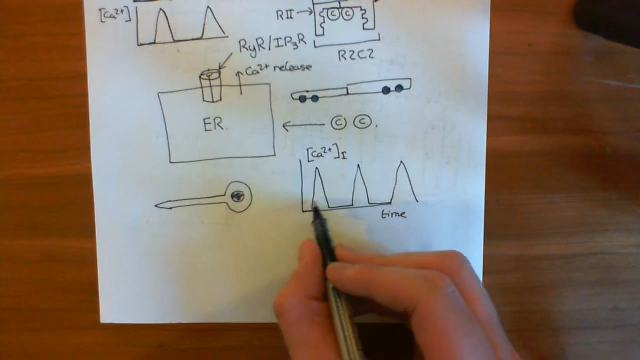 [Ca²⁺]
RII
C C
R2C2
RyR/IP₃R
Ca²⁺ release
ER.
C C .
[Ca²⁺]I
time